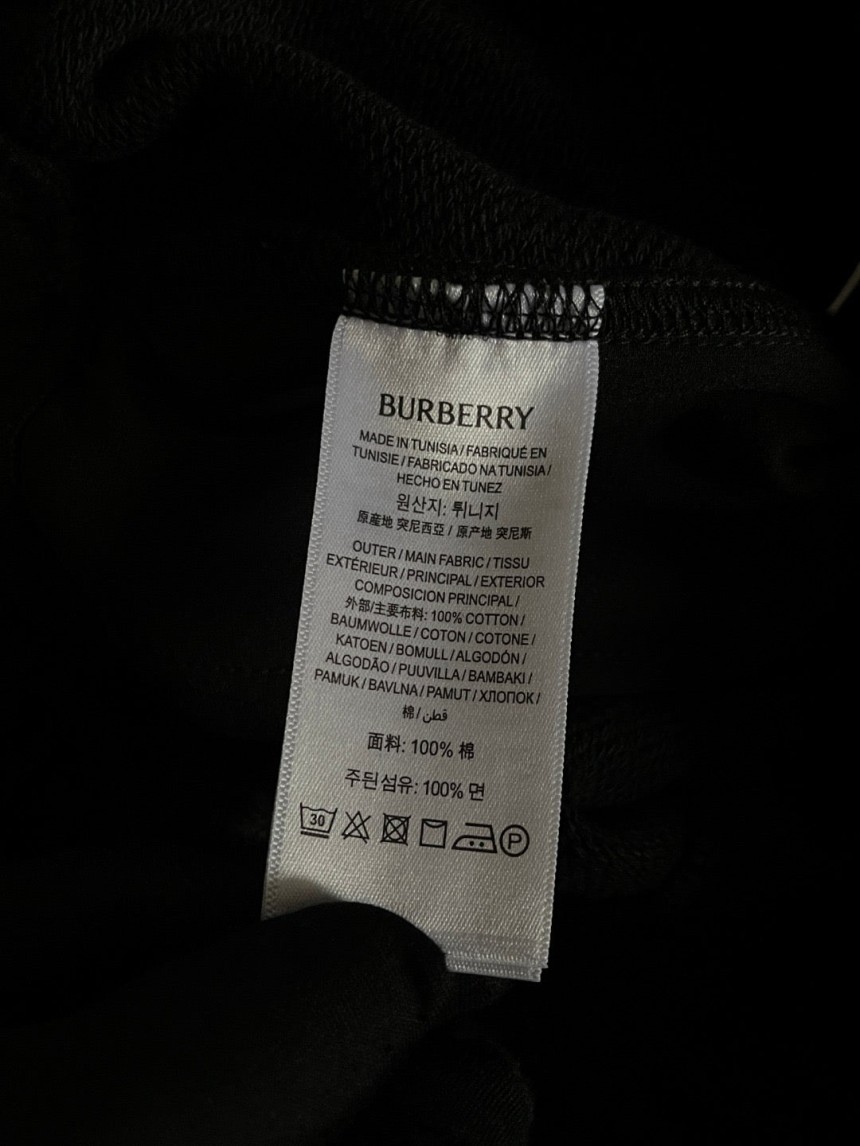 BURBERRY
MADE IN TUNISIA / FABRIQUÉ EN
TUNISIE / FABRICADO NA TUNISIA /
HECHO EN TUNEZ
원산지: 튀니지
原産地 突尼西亞 / 原产地 突尼斯
OUTER / MAIN FABRIC / TISSU
EXTÉRIEUR / PRINCIPAL / EXTERIOR
COMPOSICION PRINCIPAL /
外部/主要布料: 100% COTTON /
BAUMWOLLE / COTON / COTONE /
KATOEN / BOMULL / ALGODÓN /
ALGODÃO / PUUVILLA / BAMBAKI /
PAMUK / BAVLNA / PAMUT / ХЛОПОК /
棉 / قطن
面料: 100% 棉
주된섬유: 100% 면
30 P